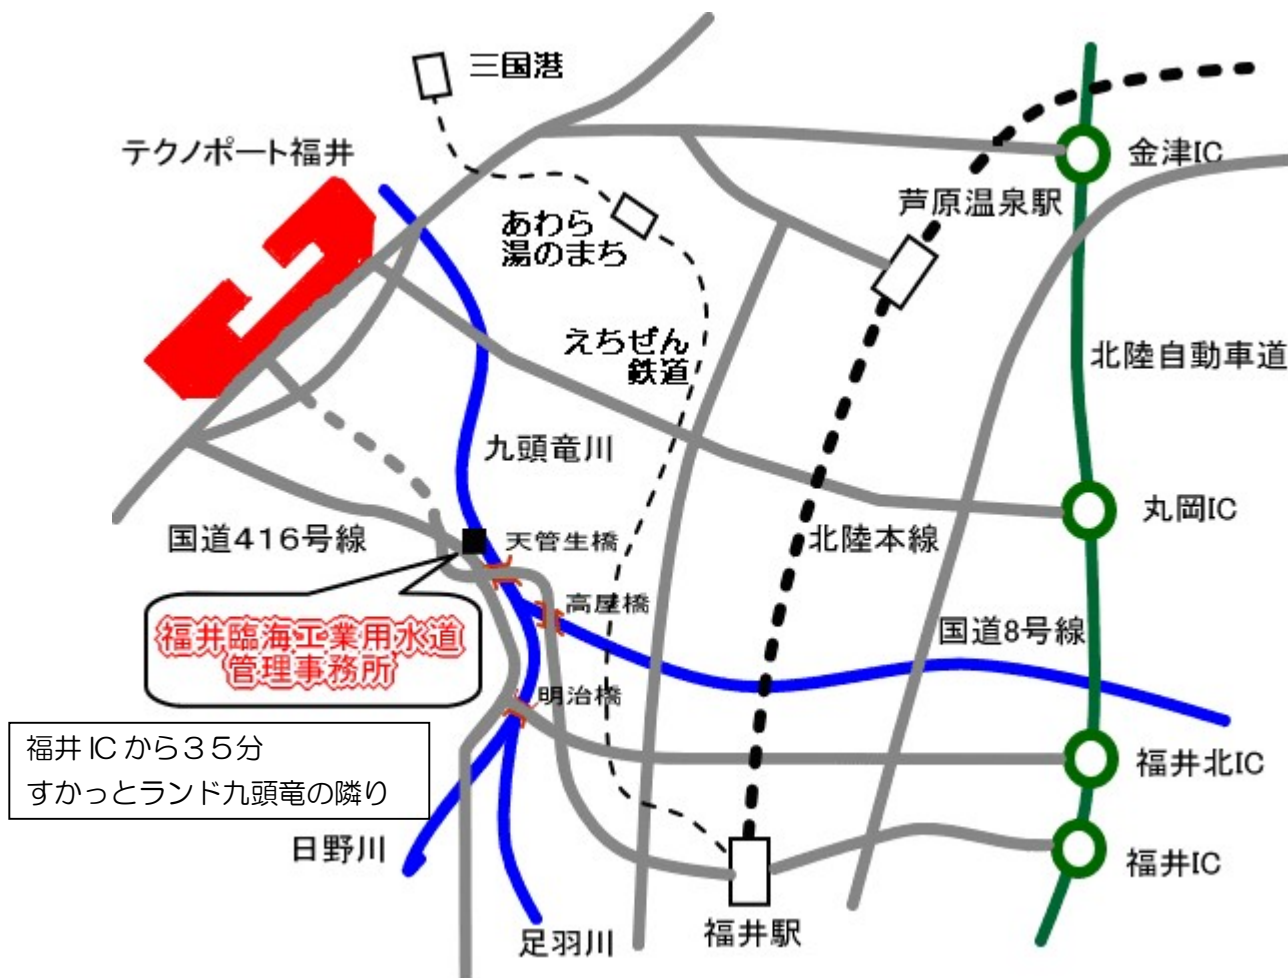 三国港
テクノポート福井
金津IC
芦原温泉駅
あわら
湯のまち
えちぜん
鉄道
北陸自動車道
九頭竜川
丸岡IC
国道416号線
天管生橋
北陸本線
高屋橋
国道8号線
福井臨海工業用水道
管理事務所
明治橋
福井 IC から３５分
すかっとランド九頭竜の隣り
福井北IC
日野川
福井IC
足羽川
福井駅